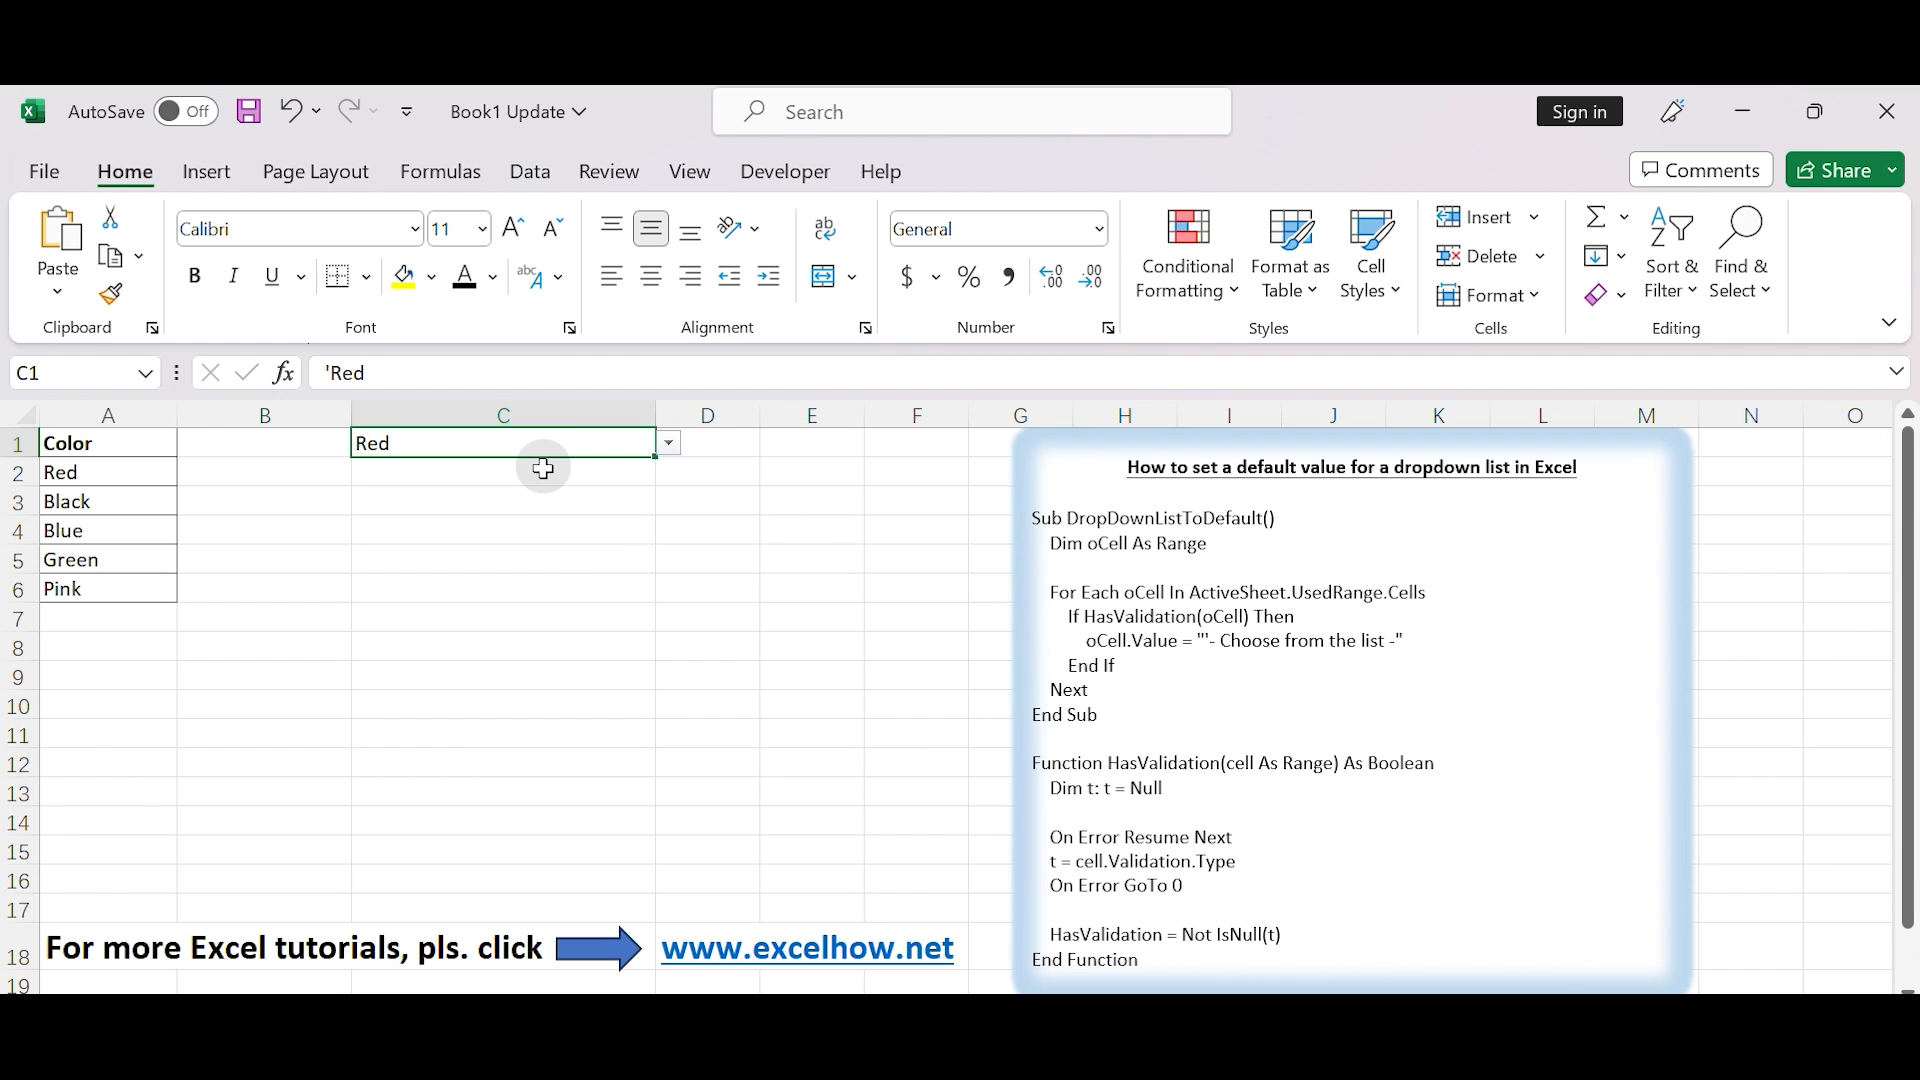 AutoSave Off Book1 Update Search Sign in
File Home Insert Page Layout Formulas Data Review View Developer Help Comments Share
Paste
Clipboard
Calibri 11
B I U A
Font
Alignment
General
$ % 9 .00 .00
Number
Conditional Formatting
Format as Table
Cell Styles
Styles
Insert
Delete
Format
Cells
Sort & Filter
Find & Select
Editing
C1 fx 'Red
A B C D E F G H I J K L M N O
1 Color Red
2 Red
3 Black
4 Blue
5 Green
6 Pink
7
8
9
10
11
12
13
14
15
16
17
18 For more Excel tutorials, pls. click www.excelhow.net
19
How to set a default value for a dropdown list in Excel
Sub DropDownListToDefault()
Dim oCell As Range
For Each oCell In ActiveSheet.UsedRange.Cells
If HasValidation(oCell) Then
oCell.Value = "'- Choose from the list -"
End If
Next
End Sub
Function HasValidation(cell As Range) As Boolean
Dim t: t = Null
On Error Resume Next
t = cell.Validation.Type
On Error GoTo 0
HasValidation = Not IsNull(t)
End Function